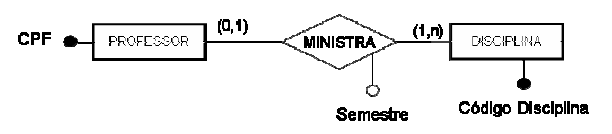 CPF
PROFESSOR
(0,1)
MINISTRA
(1,n)
DISCIPLINA
Semestre
Código Disciplina